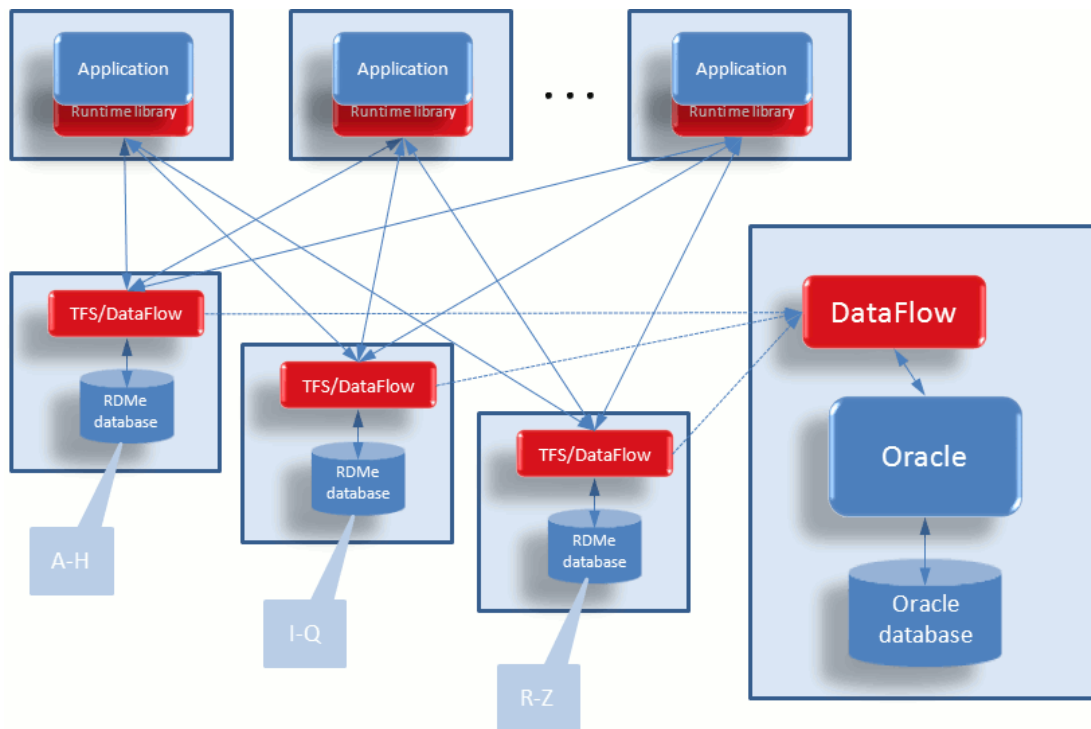 Application
Runtime library
Application
Runtime library
. . .
Application
Runtime library
TFS/DataFlow
RDMe
database
A-H
TFS/DataFlow
RDMe
database
I-Q
TFS/DataFlow
RDMe
database
R-Z
DataFlow
Oracle
Oracle
database